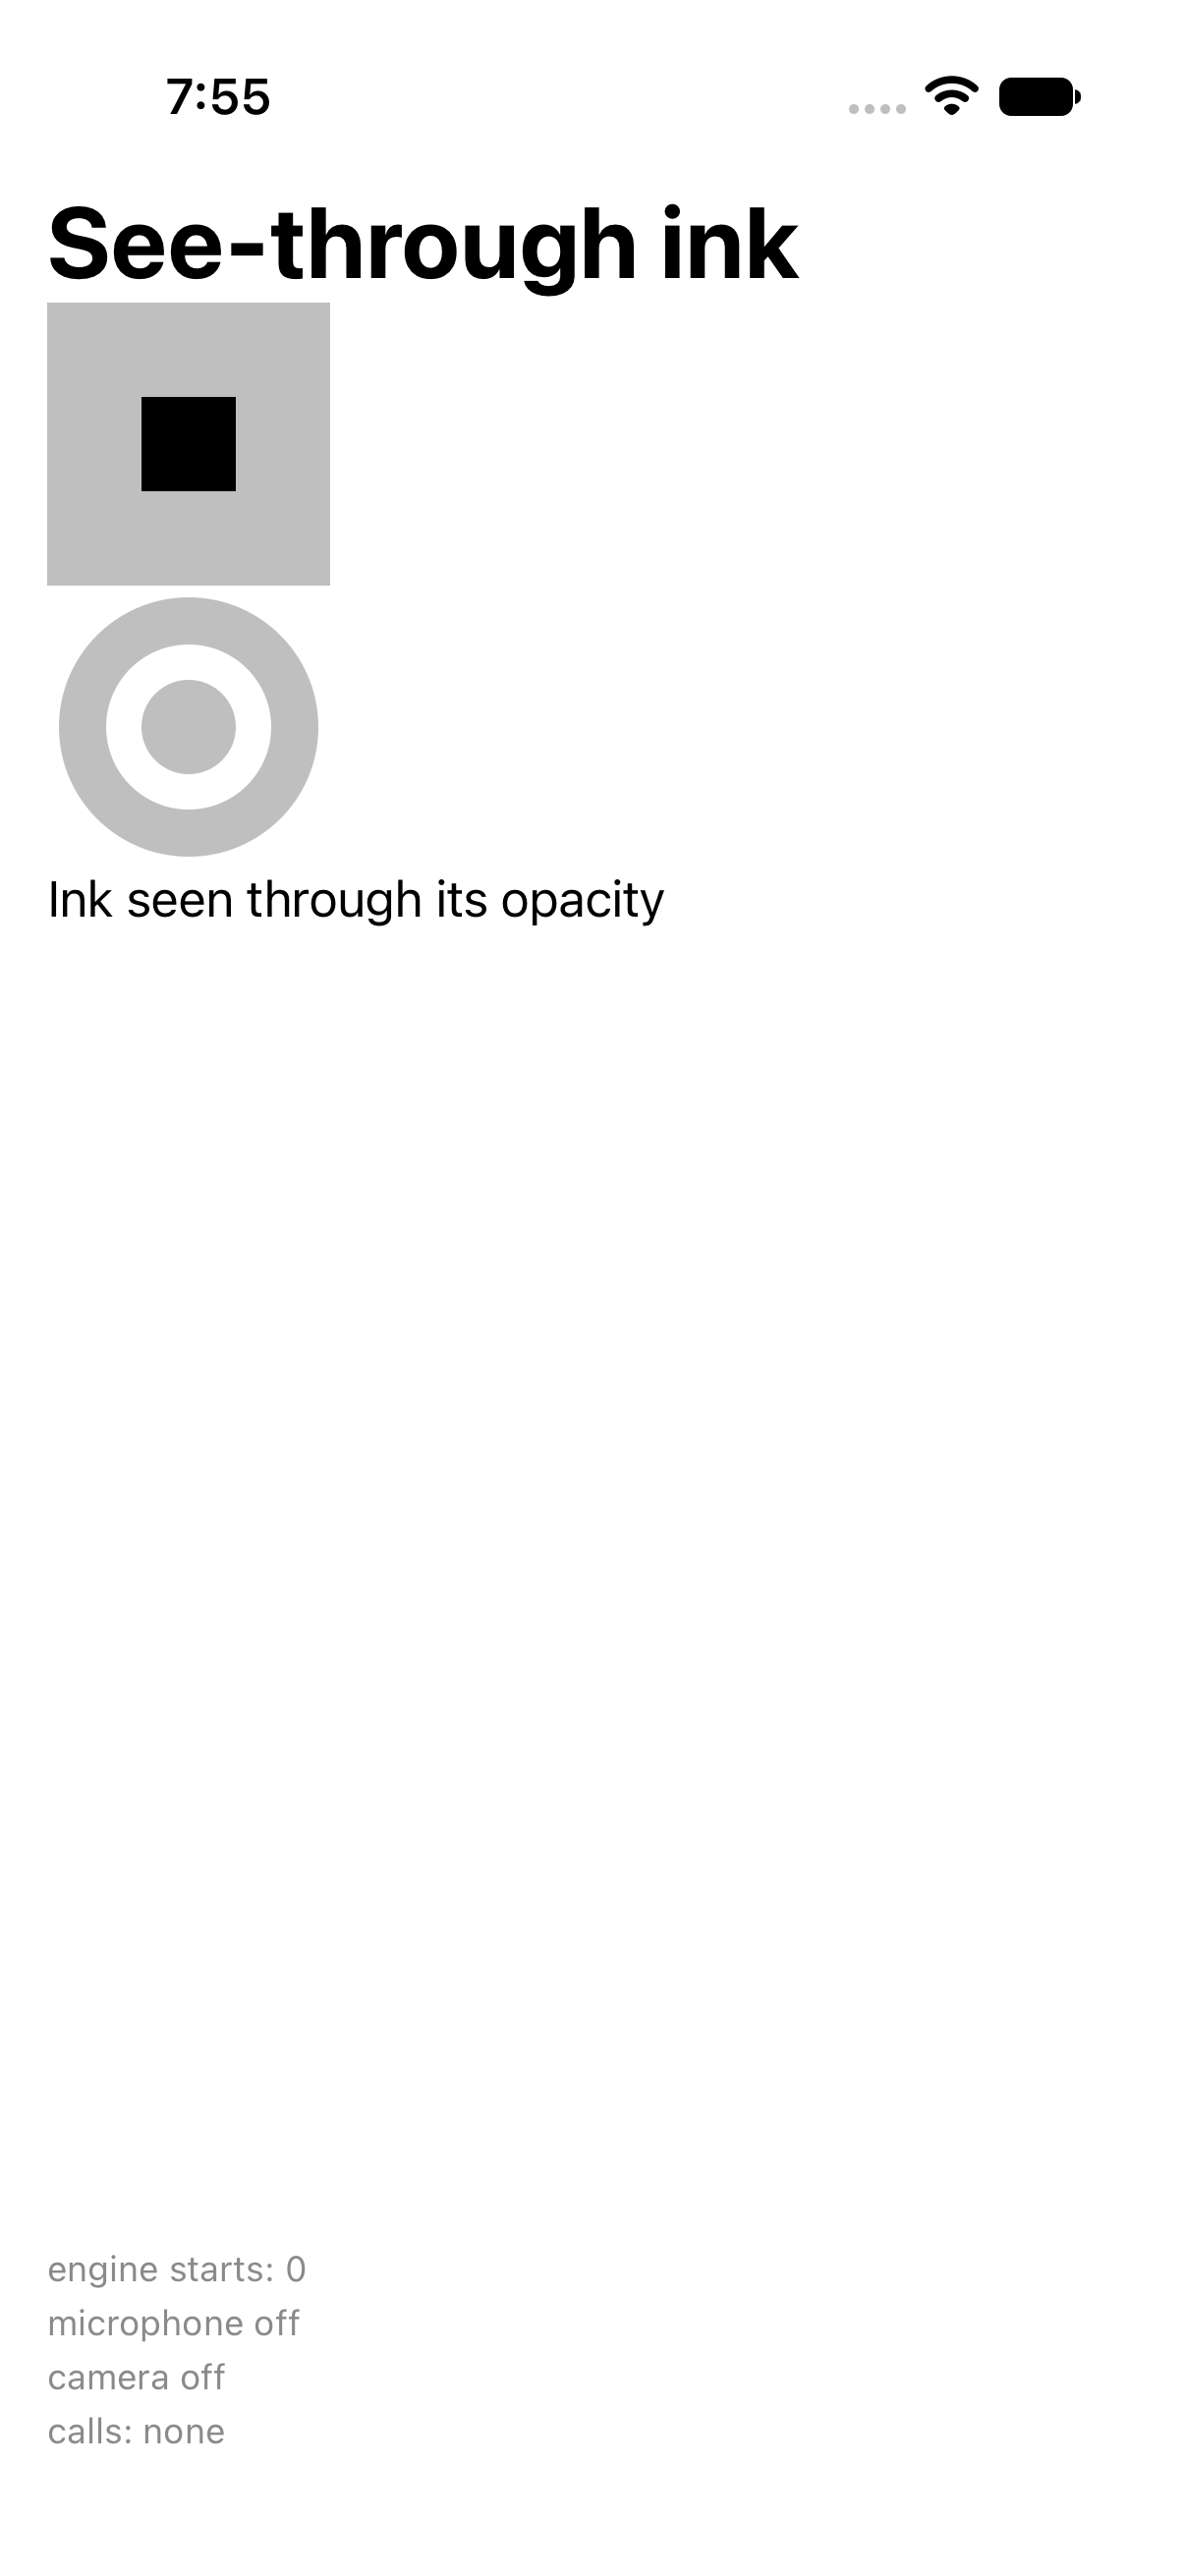 7:55
See-through ink
Ink seen through its opacity
engine starts: 0
microphone off
camera off
calls: none